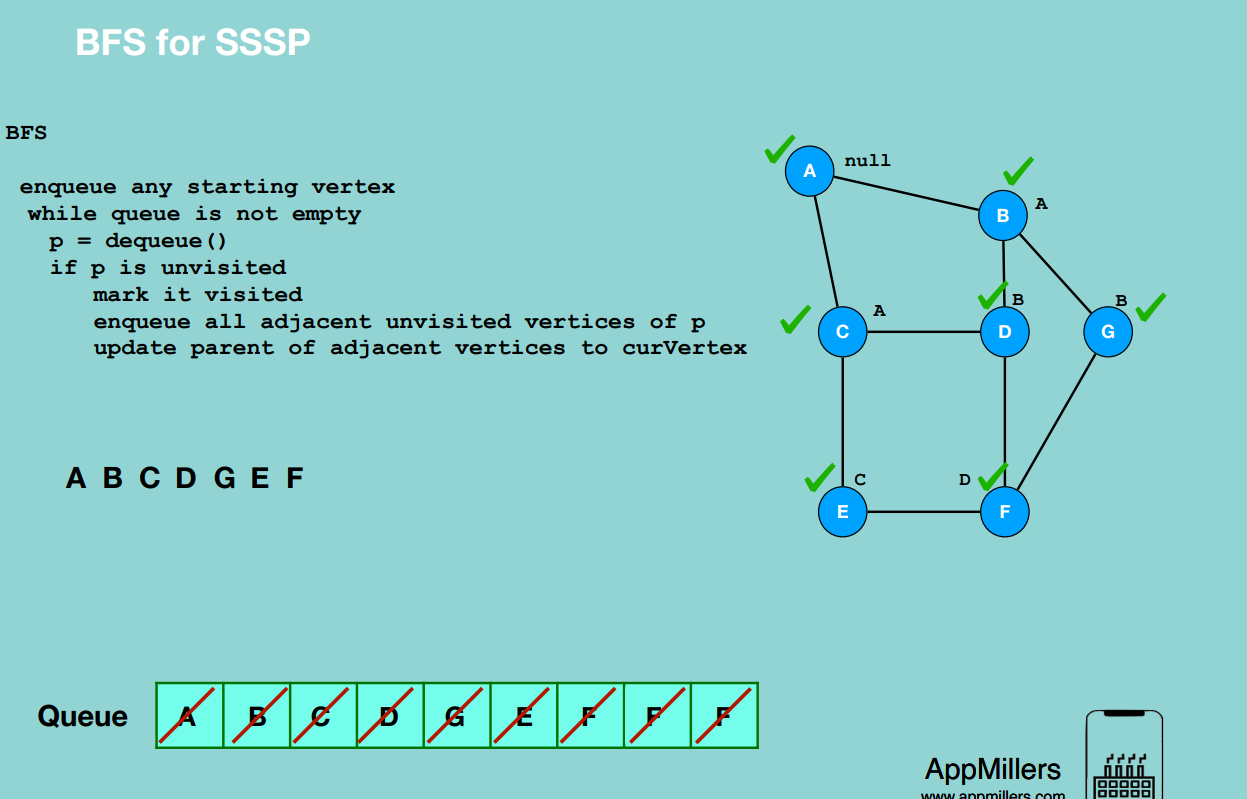 BFS for SSSP
BFS
enqueue any starting vertex
while queue is not empty
p = dequeue()
if p is unvisited
mark it visited
enqueue all adjacent unvisited vertices of p
update parent of adjacent vertices to curVertex
A null
B A
C A
D B
G B
E C
D F
A B C D G E F
Queue A B C D G E F F F
AppMillers
www.appmillers.com